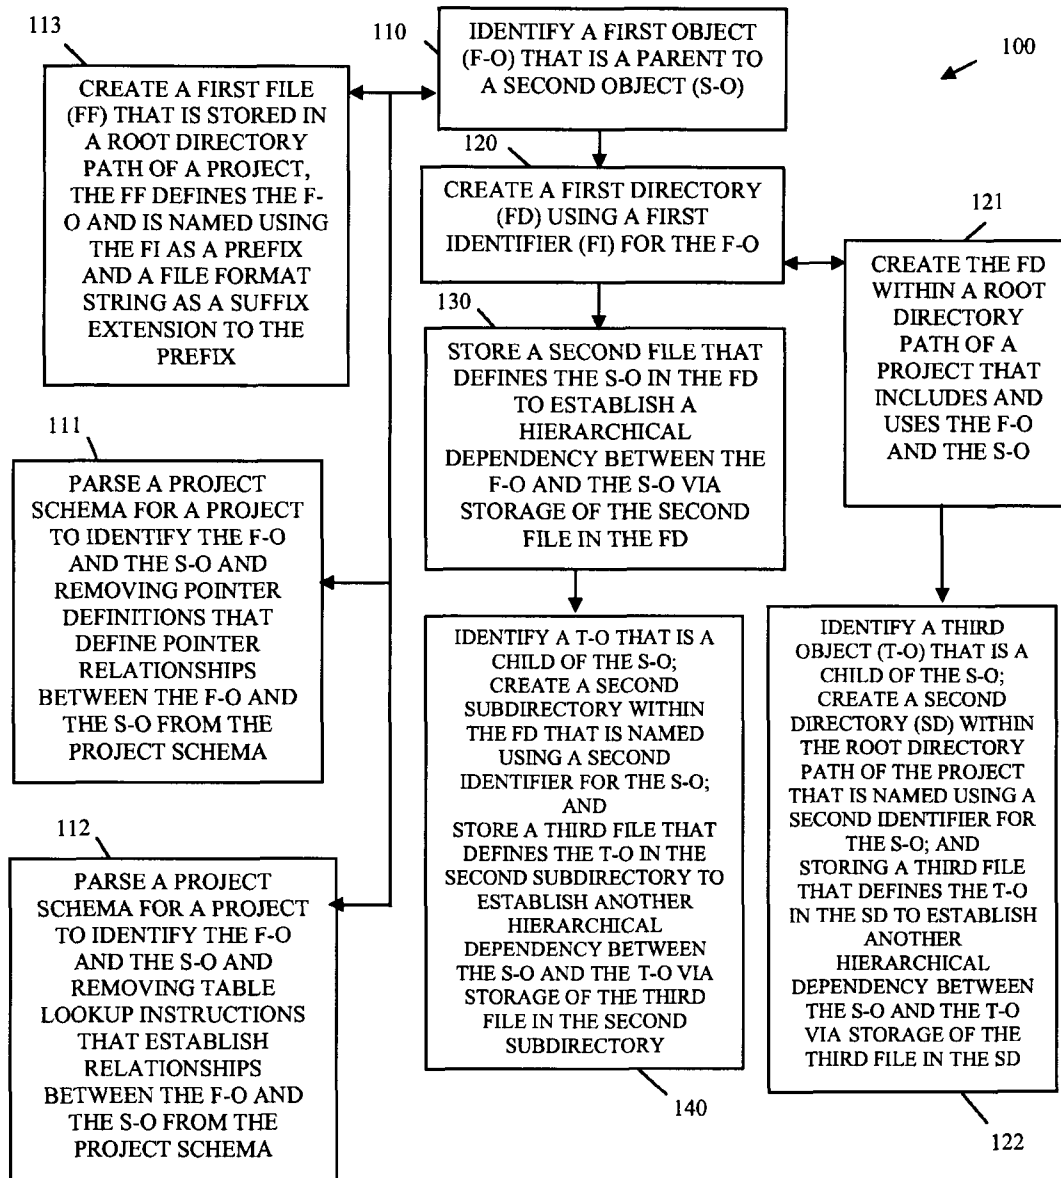 113
CREATE A FIRST FILE
(FF) THAT IS STORED IN
A ROOT DIRECTORY
PATH OF A PROJECT,
THE FF DEFINES THE F-
O AND IS NAMED USING
THE FI AS A PREFIX
AND A FILE FORMAT
STRING AS A SUFFIX
EXTENSION TO THE
PREFIX
110
IDENTIFY A FIRST OBJECT
(F-O) THAT IS A PARENT TO
A SECOND OBJECT (S-O)
100
120
CREATE A FIRST DIRECTORY
(FD) USING A FIRST
IDENTIFIER (FI) FOR THE F-O
121
CREATE THE FD
WITHIN A ROOT
DIRECTORY
PATH OF A
PROJECT THAT
INCLUDES AND
USES THE F-O
AND THE S-O
130
STORE A SECOND FILE THAT
DEFINES THE S-O IN THE FD
TO ESTABLISH A
HIERARCHICAL
DEPENDENCY BETWEEN THE
F-O AND THE S-O VIA
STORAGE OF THE SECOND
FILE IN THE FD
111
PARSE A PROJECT
SCHEMA FOR A PROJECT
TO IDENTIFY THE F-O
AND THE S-O AND
REMOVING POINTER
DEFINITIONS THAT
DEFINE POINTER
RELATIONSHIPS
BETWEEN THE F-O AND
THE S-O FROM THE
PROJECT SCHEMA
IDENTIFY A T-O THAT IS A
CHILD OF THE S-O;
CREATE A SECOND
SUBDIRECTORY WITHIN
THE FD THAT IS NAMED
USING A SECOND
IDENTIFIER FOR THE S-O;
AND
STORE A THIRD FILE THAT
DEFINES THE T-O IN THE
SECOND SUBDIRECTORY TO
ESTABLISH ANOTHER
HIERARCHICAL
DEPENDENCY BETWEEN
THE S-O AND THE T-O VIA
STORAGE OF THE THIRD
FILE IN THE SECOND
SUBDIRECTORY
140
IDENTIFY A THIRD
OBJECT (T-O) THAT IS A
CHILD OF THE S-O;
CREATE A SECOND
DIRECTORY (SD) WITHIN
THE ROOT DIRECTORY
PATH OF THE PROJECT
THAT IS NAMED USING A
SECOND IDENTIFIER FOR
THE S-O; AND
STORING A THIRD FILE
THAT DEFINES THE T-O
IN THE SD TO ESTABLISH
ANOTHER
HIERARCHICAL
DEPENDENCY BETWEEN
THE S-O AND THE T-O
VIA STORAGE OF THE
THIRD FILE IN THE SD
122
112
PARSE A PROJECT
SCHEMA FOR A PROJECT
TO IDENTIFY THE F-O
AND THE S-O AND
REMOVING TABLE
LOOKUP INSTRUCTIONS
THAT ESTABLISH
RELATIONSHIPS
BETWEEN THE F-O AND
THE S-O FROM THE
PROJECT SCHEMA